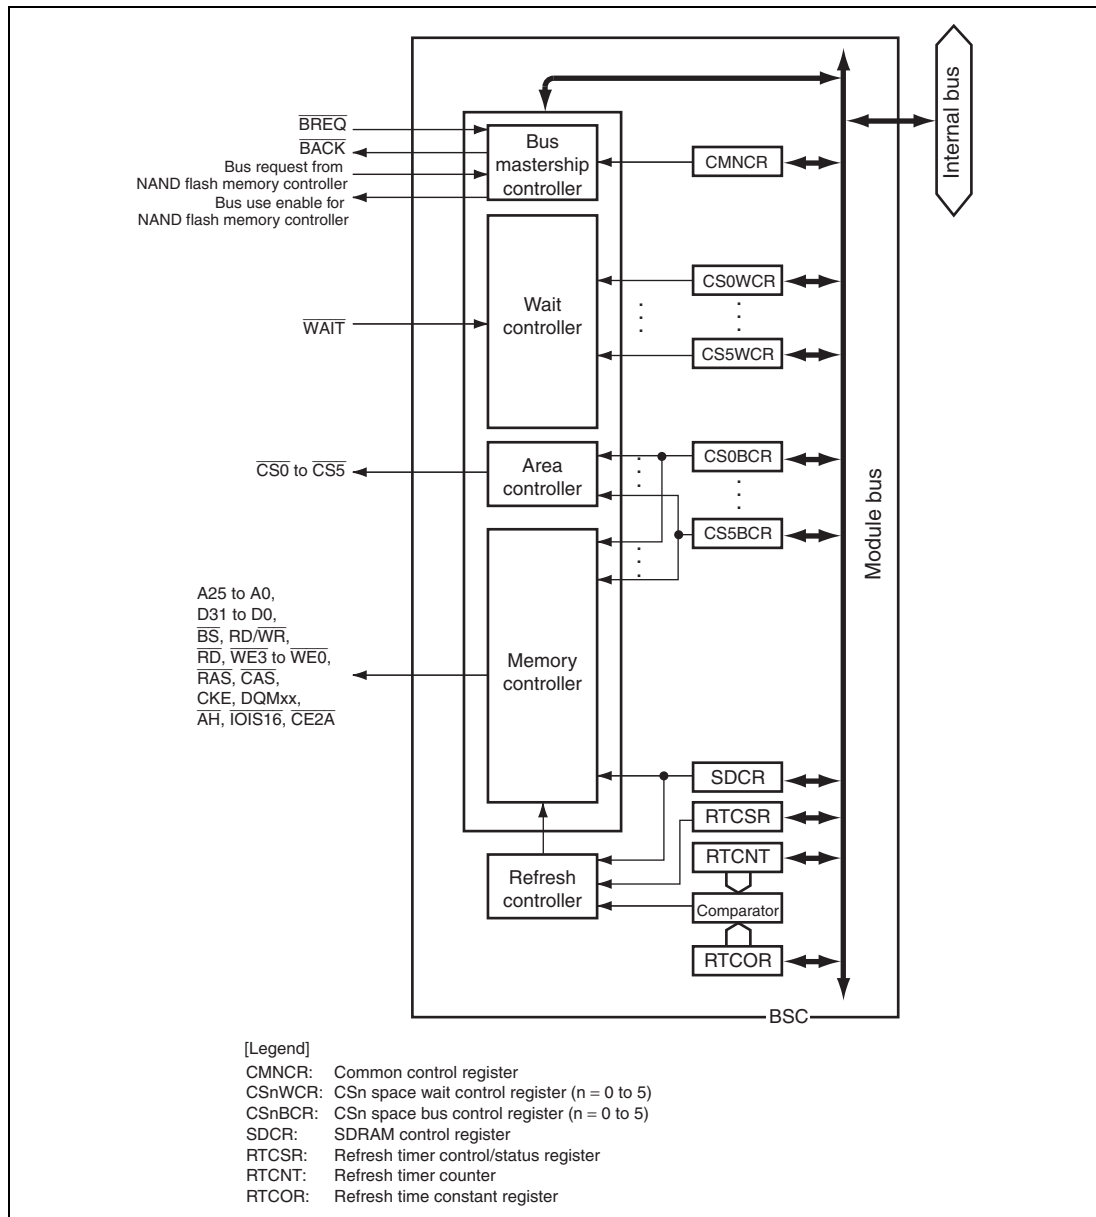 BREQ
BACK
Bus request from
NAND flash memory controller
Bus use enable for
NAND flash memory controller
Bus
mastership
controller
CMNCR
Internal bus
WAIT
Wait
controller
CS0WCR
CS5WCR
CS0 to CS5
Area
controller
CS0BCR
CS5BCR
Module bus
A25 to A0,
D31 to D0,
BS, RD/WR,
RD, WE3 to WE0,
RAS, CAS,
CKE, DQMxx,
AH, IOIS16, CE2A
Memory
controller
SDCR
RTCSR
RTCNT
Refresh
controller
Comparator
RTCOR
BSC
[Legend]
CMNCR: Common control register
CSnWCR: CSn space wait control register (n = 0 to 5)
CSnBCR: CSn space bus control register (n = 0 to 5)
SDCR: SDRAM control register
RTCSR: Refresh timer control/status register
RTCNT: Refresh timer counter
RTCOR: Refresh time constant register